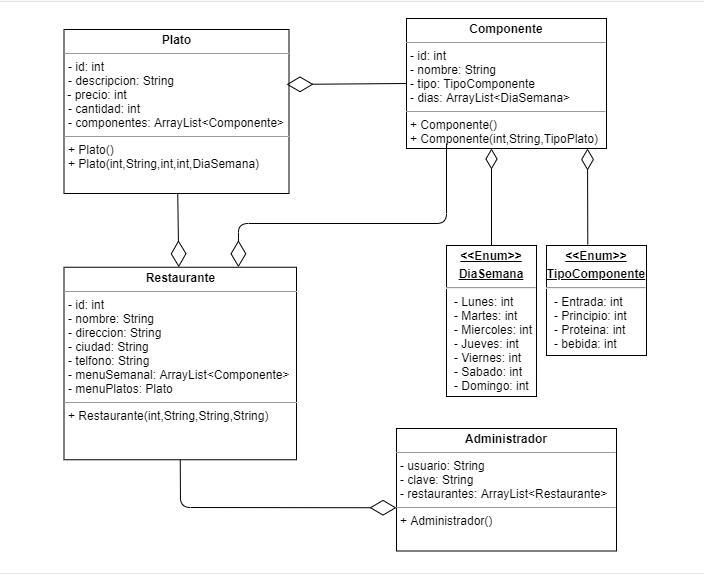 Plato
- id: int
- descripcion: String
- precio: int
- cantidad: int
- componentes: ArrayList<Componente>
+ Plato()
+ Plato(int,String,int,int,DiaSemana)
Componente
- id: int
- nombre: String
- tipo: TipoComponente
- dias: ArrayList<DiaSemana>
+ Componente()
+ Componente(int,String,TipoPlato)
Restaurante
- id: int
- nombre: String
- direccion: String
- ciudad: String
- telfono: String
- menuSemanal: ArrayList<Componente>
- menuPlatos: Plato
+ Restaurante(int,String,String,String)
<<Enum>>
DiaSemana
- Lunes: int
- Martes: int
- Miercoles: int
- Jueves: int
- Viernes: int
- Sabado: int
- Domingo: int
<<Enum>>
TipoComponente
- Entrada: int
- Principio: int
- Proteina: int
- bebida: int
Administrador
- usuario: String
- clave: String
- restaurantes: ArrayList<Restaurante>
+ Administrador()